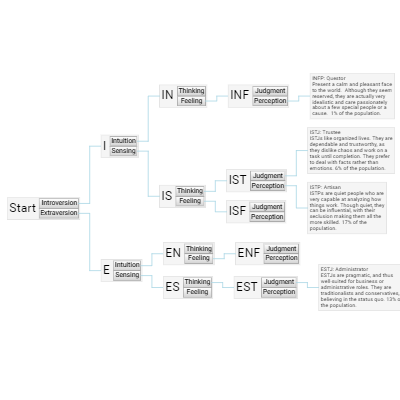 Start
Introversion
Extraversion
I
Intuition
Sensing
E
Intuition
Sensing
IN
Thinking
Feeling
IS
Thinking
Feeling
EN
Thinking
Feeling
ES
Thinking
Feeling
INF
Judgment
Perception
IST
Judgment
Perception
ISF
Judgment
Perception
ENF
Judgment
Perception
EST
Judgment
Perception
INFP: Questor
Present a calm and pleasant face
to the world. Although they seem
reserved, they are actually very
idealistic and care passionately
about a few special people or a
cause. 1% of the population.
ISTJ: Trustee
ISTJs like organized lives. They are
dependable and trustworthy, as
they dislike chaos and work on a
task until completion. They prefer
to deal with facts rather than
emotions. 6% of the population.
ISTP: Artisan
ISTPs are quiet people who are
very capable at analyzing how
things work. Though quiet, they
can be influential, with their
seclusion making them all the
more skilled. 17% of the
population.
ESTJ: Administrator
ESTJs are pragmatic, and thus
well-suited for business or
administrative roles. They are
traditionalists and conservatives,
believing in the status quo. 13% o
the population.